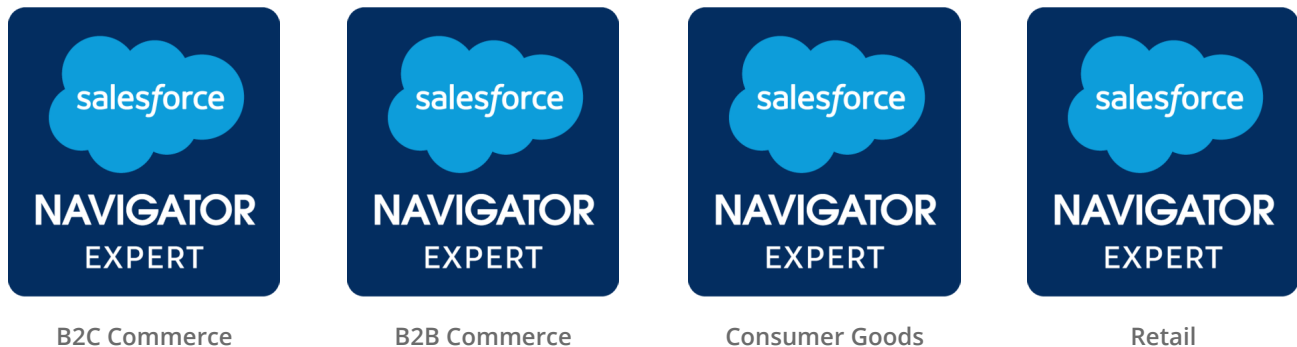 salesforce
NAVIGATOR
EXPERT
B2C Commerce
salesforce
NAVIGATOR
EXPERT
B2B Commerce
salesforce
NAVIGATOR
EXPERT
Consumer Goods
salesforce
NAVIGATOR
EXPERT
Retail